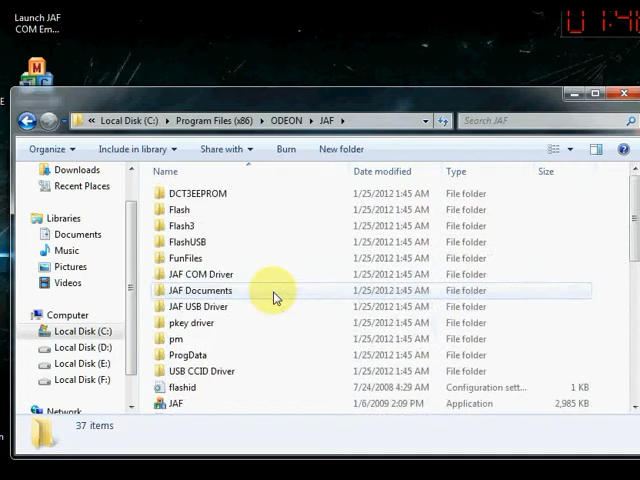 Launch JAF
COM Em...
Local Disk (C:) Program Files (x86) ODEON JAF Search JAF
Organize Include in library Share with Burn New folder
Downloads
Recent Places
Libraries
Documents
Music
Pictures
Videos
Computer
Local Disk (C:)
Local Disk (D:)
Local Disk (E:)
Local Disk (F:)
Network
Name Date modified Type Size
DCT3EEPROM 1/25/2012 1:45 AM File folder
Flash 1/25/2012 1:45 AM File folder
Flash3 1/25/2012 1:45 AM File folder
FlashUSB 1/25/2012 1:45 AM File folder
FunFiles 1/25/2012 1:45 AM File folder
JAF COM Driver 1/25/2012 1:45 AM File folder
JAF Documents 1/25/2012 1:45 AM File folder
JAF USB Driver 1/25/2012 1:45 AM File folder
pkey driver 1/25/2012 1:45 AM File folder
pm 1/25/2012 1:45 AM File folder
ProgData 1/25/2012 1:45 AM File folder
USB CCID Driver 1/25/2012 1:45 AM File folder
flashid 7/24/2008 4:29 AM Configuration sett... 1 KB
JAF 1/6/2009 2:09 PM Application 2,985 KB
37 items